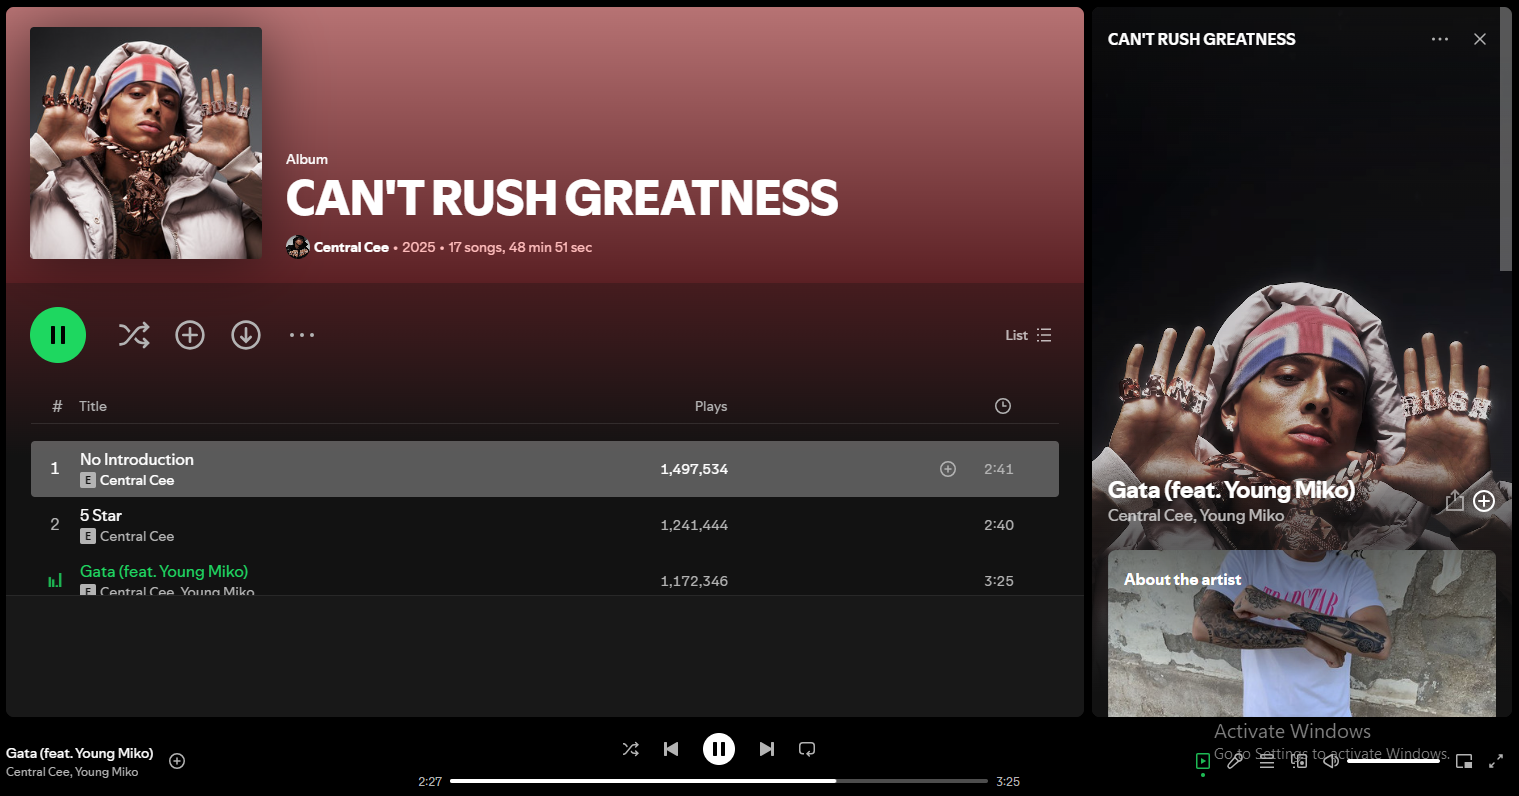 Album
CAN'T RUSH GREATNESS
Central Cee • 2025 • 17 songs, 48 min 51 sec
List
# Title Plays
1 No Introduction 1,497,534 2:41
E Central Cee
2 5 Star 1,241,444 2:40
E Central Cee
Gata (feat. Young Miko) 1,172,346 3:25
E Central Cee, Young Miko
CAN'T RUSH GREATNESS
RUSH
Gata (feat. Young Miko)
Central Cee, Young Miko
About the artist
TRAPSTAR
Activate Windows
Go to Settings to activate Windows.
Gata (feat. Young Miko)
Central Cee, Young Miko
2:27 3:25